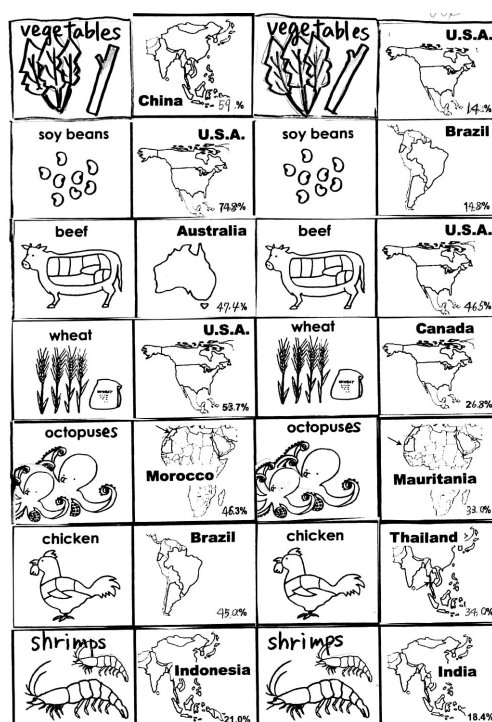 vegetables
China
59.%
vegetables
U.S.A.
soy beans
U.S.A.
74.8%
soy beans
Brazil
14.8%
beef
Australia
47.4%
beef
U.S.A.
46.5%
wheat
U.S.A.
53.7%
wheat
Canada
26.8%
octopuses
Morocco
46.3%
octopuses
Mauritania
33.0%
chicken
Brazil
45.0%
chicken
Thailand
34.0%
shrimps
Indonesia
21.0%
shrimps
India
18.4%